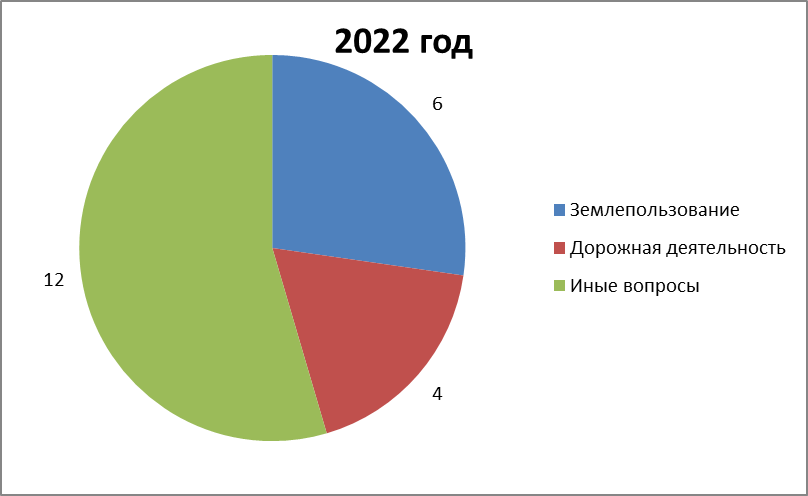 2022 год
6
Землепользование
Дорожная деятельность
12
Иные вопросы
4